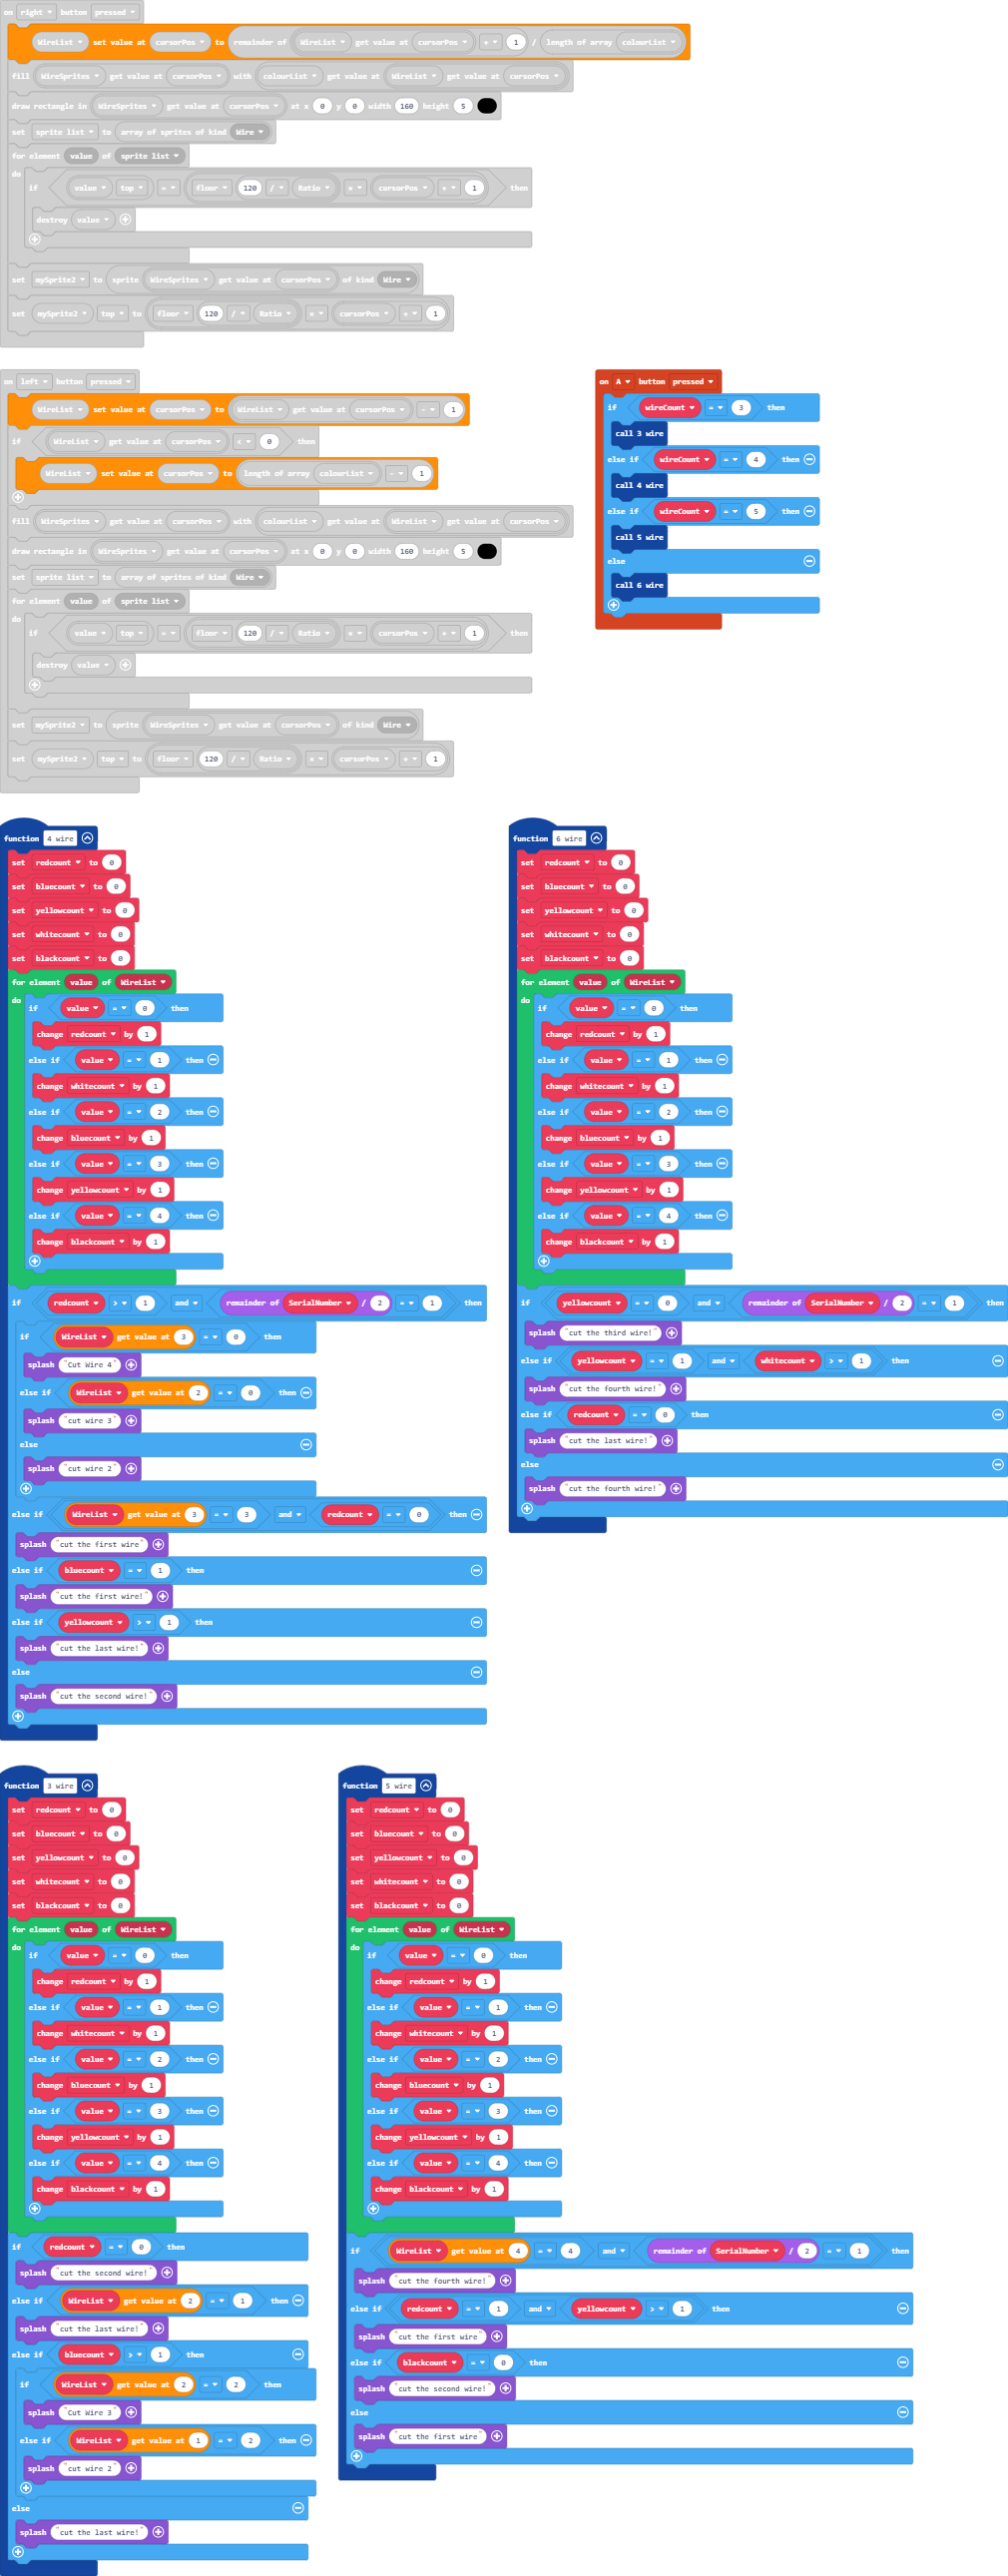 on right button pressed
WireList set value at cursorPos to remainder of WireList get value at cursorPos + 1 / length of array colourList
fill WireSprites get value at cursorPos with colourList get value at WireList get value at cursorPos
draw rectangle in WireSprites get value at cursorPos at x 0 y 0 width 160 height 5
set sprite list to array of sprites of kind Wire
for element value of sprite list
do
if value top = floor 120 / Ratio × cursorPos + 1 then
destroy value
set mySprite2 to sprite WireSprites get value at cursorPos of kind Wire
set mySprite2 top to floor 120 / Ratio × cursorPos + 1
on left button pressed
WireList set value at cursorPos to WireList get value at cursorPos - 1
if WireList get value at cursorPos < 0 then
WireList set value at cursorPos to length of array colourList - 1
fill WireSprites get value at cursorPos with colourList get value at WireList get value at cursorPos
draw rectangle in WireSprites get value at cursorPos at x 0 y 0 width 160 height 5
set sprite list to array of sprites of kind Wire
for element value of sprite list
do
if value top = floor 120 / Ratio × cursorPos + 1 then
destroy value
set mySprite2 to sprite WireSprites get value at cursorPos of kind Wire
set mySprite2 top to floor 120 / Ratio × cursorPos + 1
on A button pressed
if wireCount = 3 then
call 3 wire
else if wireCount = 4 then
call 4 wire
else if wireCount = 5 then
call 5 wire
else
call 6 wire
function 4 wire
set redcount to 0
set bluecount to 0
set yellowcount to 0
set whitecount to 0
set blackcount to 0
for element value of WireList
do
if value = 0 then
change redcount by 1
else if value = 1 then
change whitecount by 1
else if value = 2 then
change bluecount by 1
else if value = 3 then
change yellowcount by 1
else if value = 4 then
change blackcount by 1
if redcount > 1 and remainder of SerialNumber / 2 = 1 then
if WireList get value at 3 = 0 then
splash "Cut Wire 4"
else if WireList get value at 2 = 0 then
splash "cut wire 3"
else
splash "cut wire 2"
else if WireList get value at 3 = 3 and redcount = 0 then
splash "cut the first wire"
else if bluecount = 1 then
splash "cut the first wire!"
else if yellowcount > 1 then
splash "cut the last wire!"
else
splash "cut the second wire!"
function 6 wire
set redcount to 0
set bluecount to 0
set yellowcount to 0
set whitecount to 0
set blackcount to 0
for element value of WireList
do
if value = 0 then
change redcount by 1
else if value = 1 then
change whitecount by 1
else if value = 2 then
change bluecount by 1
else if value = 3 then
change yellowcount by 1
else if value = 4 then
change blackcount by 1
if yellowcount = 0 and remainder of SerialNumber / 2 = 1 then
splash "cut the third wire!"
else if yellowcount = 1 and whitecount > 1 then
splash "cut the fourth wire!"
else if redcount = 0 then
splash "cut the last wire!"
else
splash "cut the fourth wire!"
function 3 wire
set redcount to 0
set bluecount to 0
set yellowcount to 0
set whitecount to 0
set blackcount to 0
for element value of WireList
do
if value = 0 then
change redcount by 1
else if value = 1 then
change whitecount by 1
else if value = 2 then
change bluecount by 1
else if value = 3 then
change yellowcount by 1
else if value = 4 then
change blackcount by 1
if redcount = 0 then
splash "cut the second wire!"
else if WireList get value at 2 = 1 then
splash "cut the last wire!"
else if bluecount > 1 then
if WireList get value at 2 = 2 then
splash "Cut Wire 3"
else if WireList get value at 1 = 2 then
splash "cut wire 2"
else
splash "cut the last wire!"
function 5 wire
set redcount to 0
set bluecount to 0
set yellowcount to 0
set whitecount to 0
set blackcount to 0
for element value of WireList
do
if value = 0 then
change redcount by 1
else if value = 1 then
change whitecount by 1
else if value = 2 then
change bluecount by 1
else if value = 3 then
change yellowcount by 1
else if value = 4 then
change blackcount by 1
if WireList get value at 4 = 4 and remainder of SerialNumber / 2 = 1 then
splash "cut the fourth wire!"
else if redcount = 1 and yellowcount > 1 then
splash "cut the first wire"
else if blackcount = 0 then
splash "cut the second wire!"
else
splash "cut the first wire"